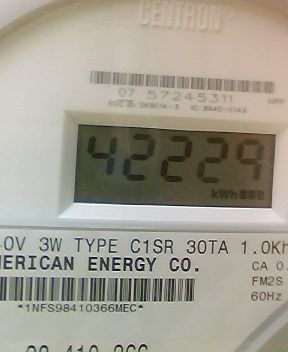 CENTRON®
07 57245311
42229
kWh
0V 3W TYPE C1SR 30TA 1.0Kh
MERICAN ENERGY CO.
CA 0.
FM2S
60Hz
*1NFS98410366MEC*